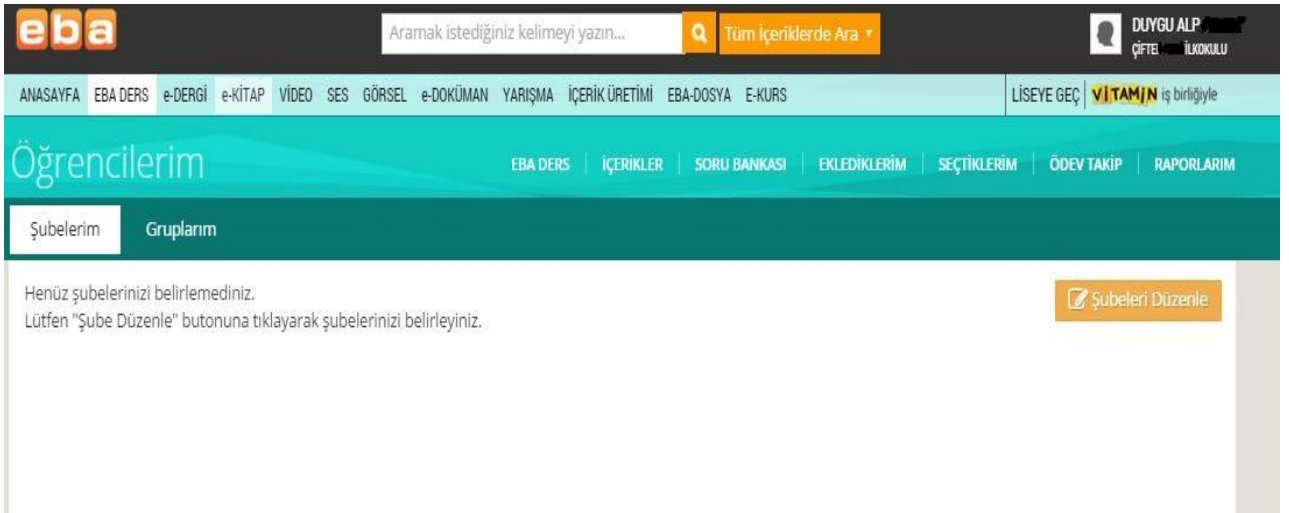 eba
Aramak istediğiniz kelimeyi yazın...
Tüm İçeriklerde Ara
DUYGU ALP
İLKOKULU
ANASAYFA EBA DERS e-DERGİ e-KİTAP VİDEO SES GÖRSEL e-DOKÜMAN YARIŞMA İÇERİK ÜRETİMİ EBA-DOSYA E-KURS LİSEYE GEÇ VİTAMİN iş birliğiyle
Öğrencilerim
EBA DERS İÇERİKLER SORU BANKASI EKLEDİKLERİM SEÇTİKLERİM ÖDEV TAKİP RAPORLARIM
Şubelerim Gruplarım
Henüz şubelerinizi belirlemediniz.
Lütfen "Şube Düzenle" butonuna tıklayarak şubelerinizi belirleyiniz.
Şubeleri Düzenle